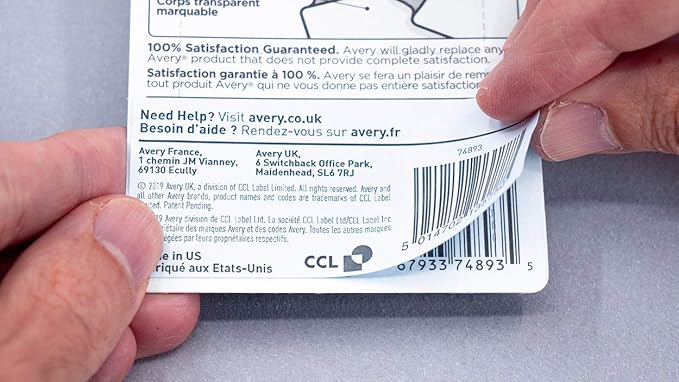 Corps transparent
marquable
100% Satisfaction Guaranteed. Avery will gladly replace any
Avery® product that does not provide complete satisfaction.
Satisfaction garantie à 100 %. Avery se fera un plaisir de
tout produit Avery® qui ne vous donne pas entière satisfaction
Need Help? Visit avery.co.uk
Besoin d'aide ? Rendez-vous sur avery.fr
Avery France,
1 chemin JM Vianney,
69130 Ecully
Avery UK,
6 Switchback Office Park,
Maidenhead, SL6 7RJ
© 2019 Avery UK, a division of CCL Label Limited. All rights reserved. Avery and
all other Avery brands, product names and codes are trademarks of CCL Label
Patent Pending.
Avery division de CCL Label Ltd. La société CCL Label Ltd/CCL Label Inc
des marques Avery et des codes Avery. Toutes les autres marques
par leurs propriétaires respectifs.
in US
aux Etats-Unis
CCL
74893
67933 74893 5